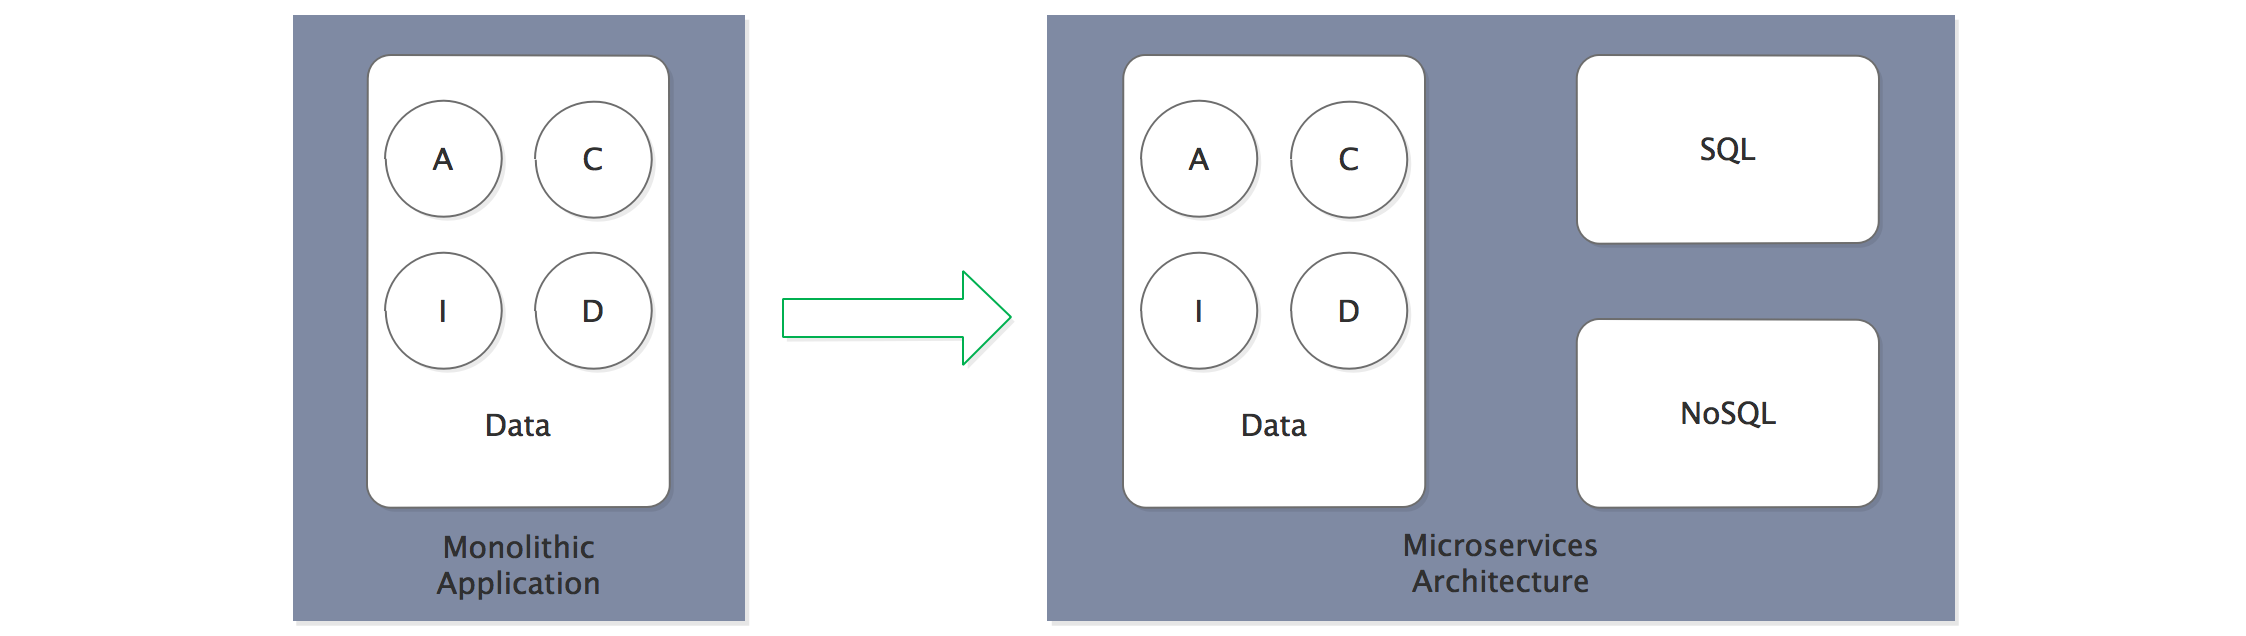 A
C
I
D
Data
Monolithic
Application
A
C
I
D
Data
SQL
NoSQL
Microservices
Architecture